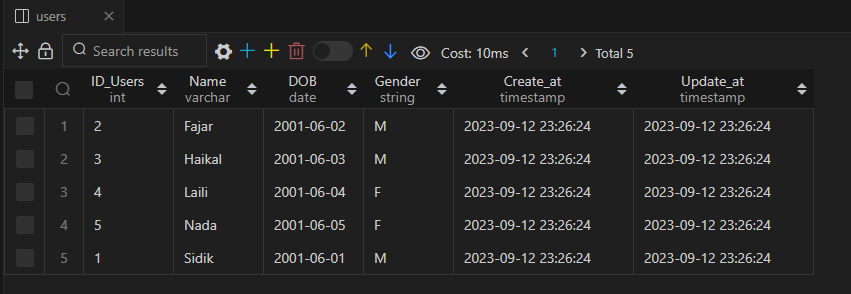 users
Search results
Cost: 10ms 1 Total 5
ID_Users Name DOB Gender Create_at Update_at
int varchar date string timestamp timestamp
1 2 Fajar 2001-06-02 M 2023-09-12 23:26:24 2023-09-12 23:26:24
2 3 Haikal 2001-06-03 M 2023-09-12 23:26:24 2023-09-12 23:26:24
3 4 Laili 2001-06-04 F 2023-09-12 23:26:24 2023-09-12 23:26:24
4 5 Nada 2001-06-05 F 2023-09-12 23:26:24 2023-09-12 23:26:24
5 1 Sidik 2001-06-01 M 2023-09-12 23:26:24 2023-09-12 23:26:24